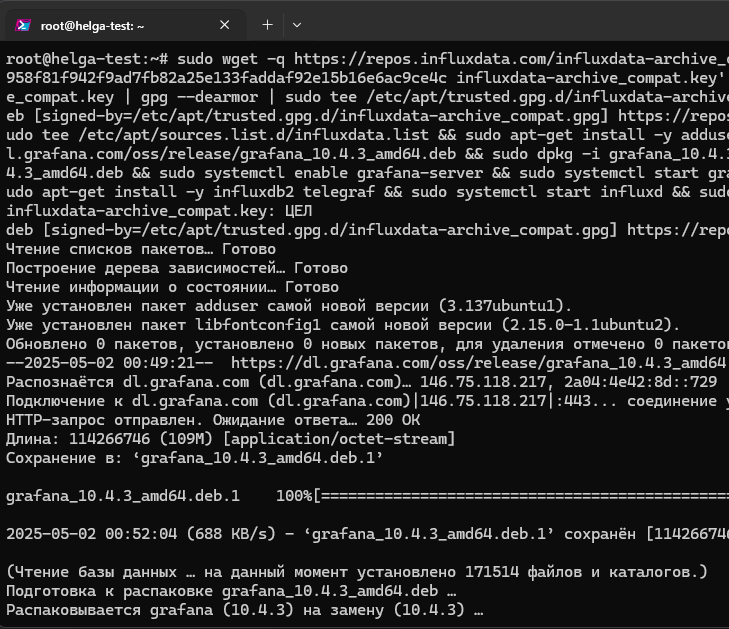 root@helga-test: ~
root@helga-test:~# sudo wget -q https://repos.influxdata.com/influxdata-archive_c
958f81f942f9ad7fb82a25e133faddaf92e15b16e6ac9ce4c influxdata-archive_compat.key'
e_compat.key | gpg --dearmor | sudo tee /etc/apt/trusted.gpg.d/influxdata-archive
eb [signed-by=/etc/apt/trusted.gpg.d/influxdata-archive_compat.gpg] https://repos
udo tee /etc/apt/sources.list.d/influxdata.list && sudo apt-get install -y adduse
l.grafana.com/oss/release/grafana_10.4.3_amd64.deb && sudo dpkg -i grafana_10.4.3
4.3_amd64.deb && sudo systemctl enable grafana-server && sudo systemctl start gra
udo apt-get install -y influxdb2 telegraf && sudo systemctl start influxd && sudo
influxdata-archive_compat.key: ЦЕЛ
deb [signed-by=/etc/apt/trusted.gpg.d/influxdata-archive_compat.gpg] https://repo
Чтение списков пакетов… Готово
Построение дерева зависимостей… Готово
Чтение информации о состоянии… Готово
Уже установлен пакет adduser самой новой версии (3.137ubuntu1).
Уже установлен пакет libfontconfig1 самой новой версии (2.15.0-1.1ubuntu2).
Обновлено 0 пакетов, установлено 0 новых пакетов, для удаления отмечено 0 пакетов
--2025-05-02 00:49:21--  https://dl.grafana.com/oss/release/grafana_10.4.3_amd64
Распознаётся dl.grafana.com (dl.grafana.com)… 146.75.118.217, 2a04:4e42:8d::729
Подключение к dl.grafana.com (dl.grafana.com)|146.75.118.217|:443... соединение у
HTTP-запрос отправлен. Ожидание ответа… 200 OK
Длина: 114266746 (109M) [application/octet-stream]
Сохранение в: ‘grafana_10.4.3_amd64.deb.1’
grafana_10.4.3_amd64.deb.1    100%[==============================================
2025-05-02 00:52:04 (688 KB/s) - ‘grafana_10.4.3_amd64.deb.1’ сохранён [114266746
(Чтение базы данных … на данный момент установлено 171514 файлов и каталогов.)
Подготовка к распаковке grafana_10.4.3_amd64.deb …
Распаковывается grafana (10.4.3) на замену (10.4.3) …